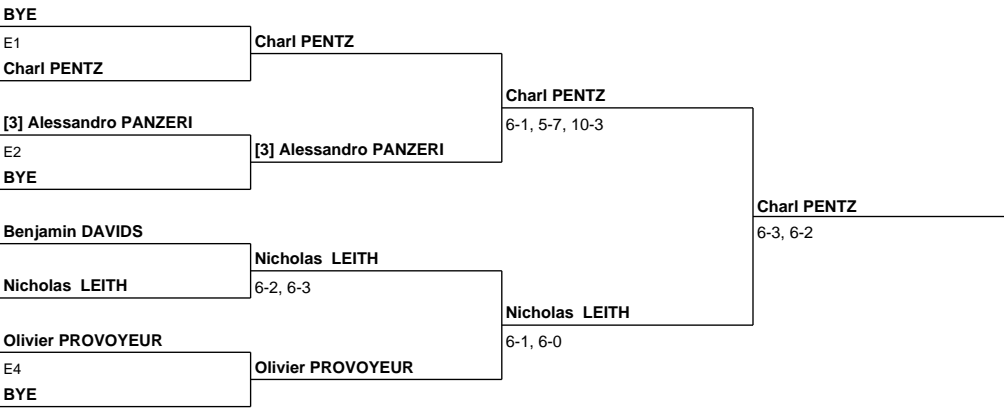 BYE
E1
Charl PENTZ
Charl PENTZ
Charl PENTZ
6-1, 5-7, 10-3
[3] Alessandro PANZERI
E2
BYE
[3] Alessandro PANZERI
Charl PENTZ
6-3, 6-2
Benjamin DAVIDS
Nicholas LEITH
Nicholas LEITH
6-2, 6-3
Nicholas LEITH
6-1, 6-0
Olivier PROVOYEUR
E4
BYE
Olivier PROVOYEUR